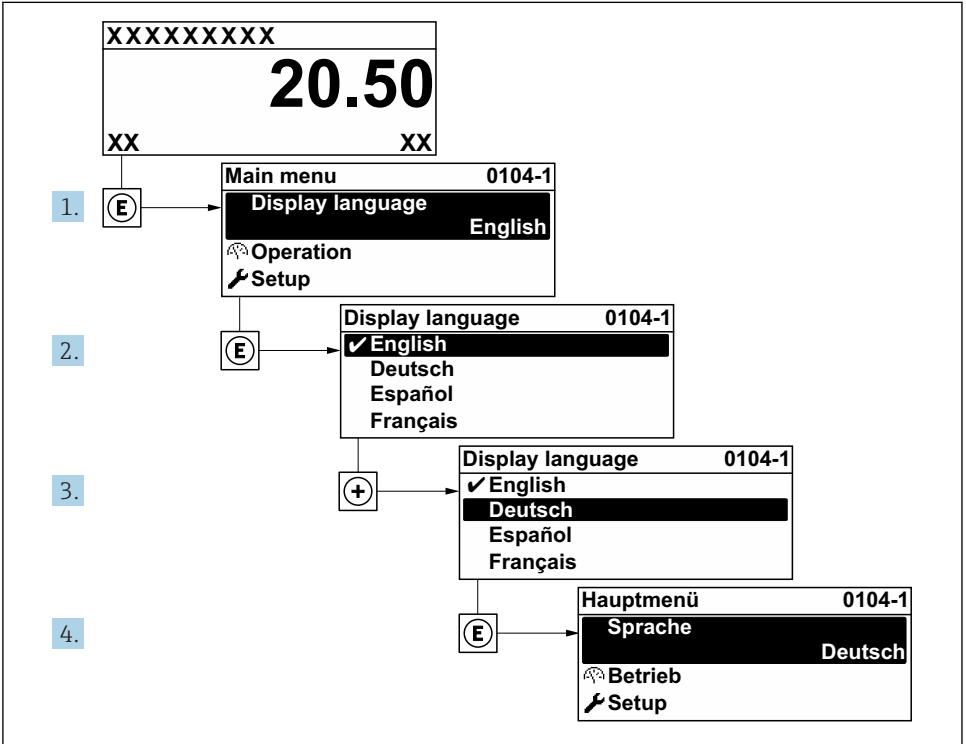 XXXXXXXXX
20.50
XX XX
1. E
Main menu 0104-1
Display language
English
Operation
Setup
2. E
Display language 0104-1
✔English
Deutsch
Español
Français
3. +
Display language 0104-1
✔English
Deutsch
Español
Français
4. E
Hauptmenü 0104-1
Sprache
Deutsch
Betrieb
Setup